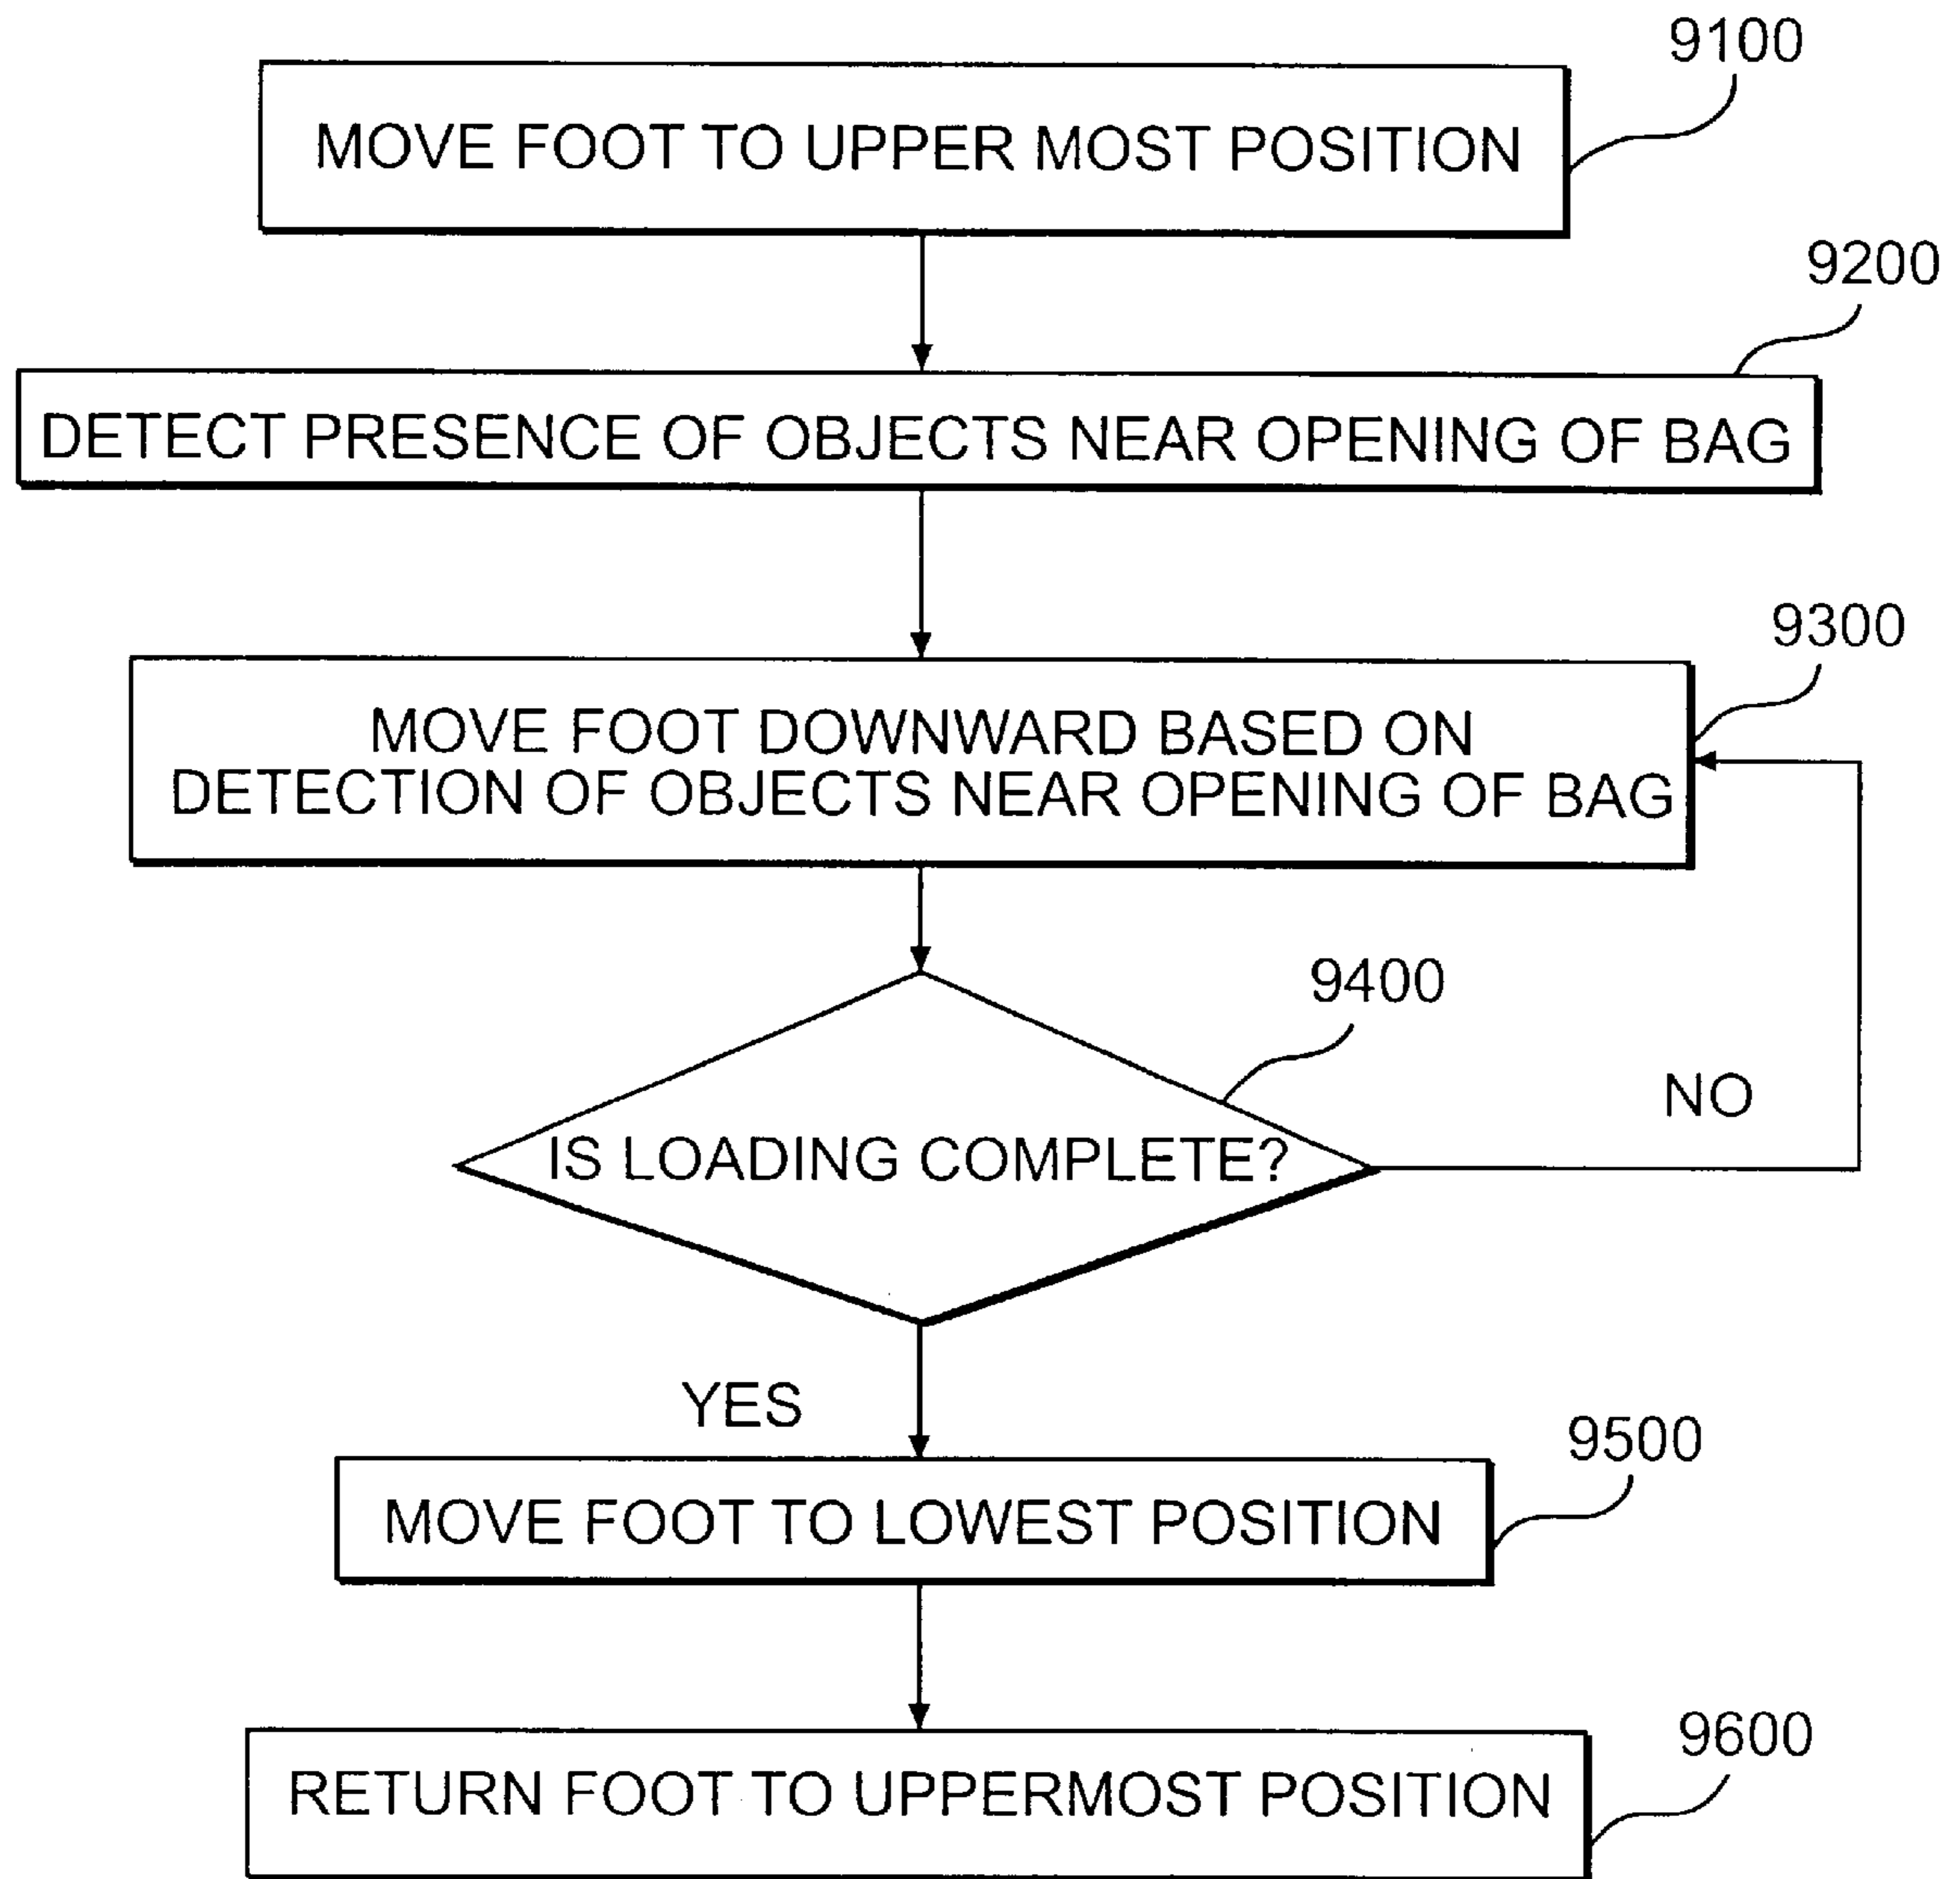 9100
MOVE FOOT TO UPPER MOST POSITION
9200
DETECT PRESENCE OF OBJECTS NEAR OPENING OF BAG
9300
MOVE FOOT DOWNWARD BASED ON
DETECTION OF OBJECTS NEAR OPENING OF BAG
9400
IS LOADING COMPLETE?
NO
YES
9500
MOVE FOOT TO LOWEST POSITION
9600
RETURN FOOT TO UPPERMOST POSITION